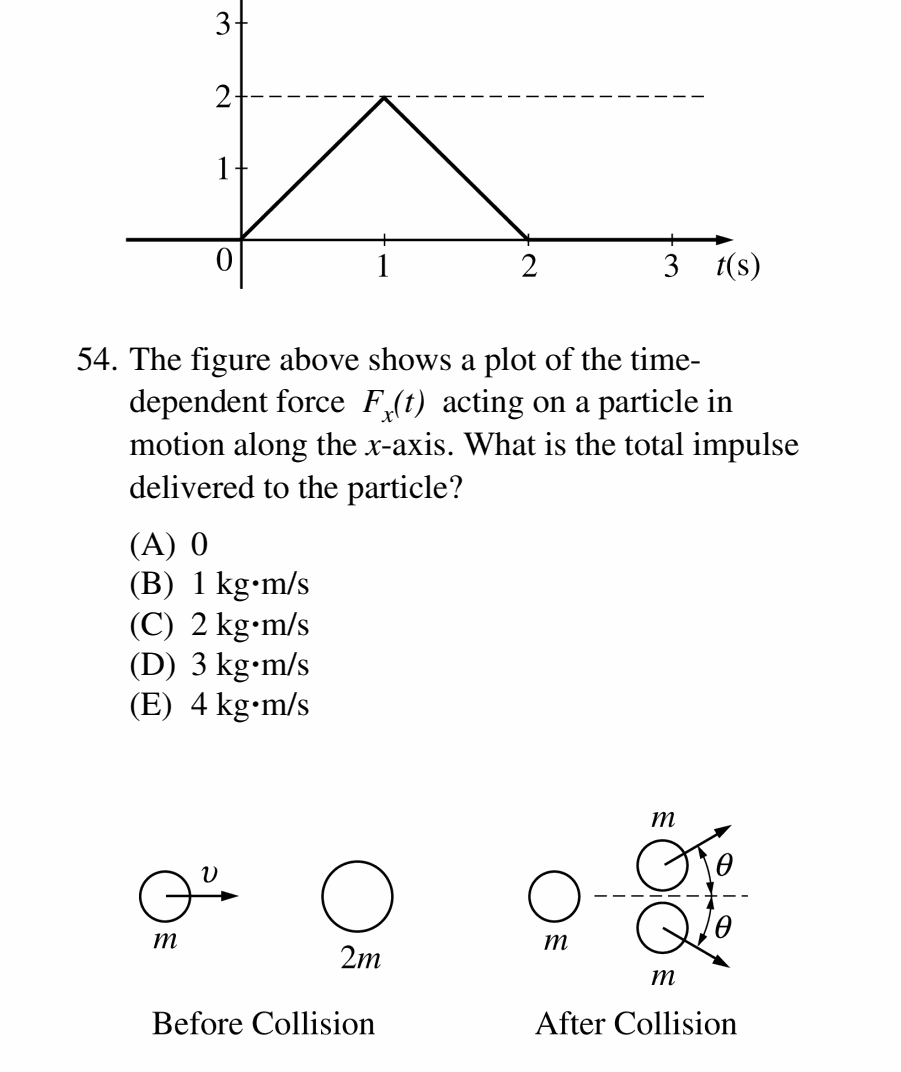 3
2
1
0
1 2 3 t(s)
54. The figure above shows a plot of the time-
dependent force Fₓ(t) acting on a particle in
motion along the x-axis. What is the total impulse
delivered to the particle?
(A) 0
(B) 1 kg•m/s
(C) 2 kg•m/s
(D) 3 kg•m/s
(E) 4 kg•m/s
m
υ θ
θ
m 2m m
m
Before Collision After Collision